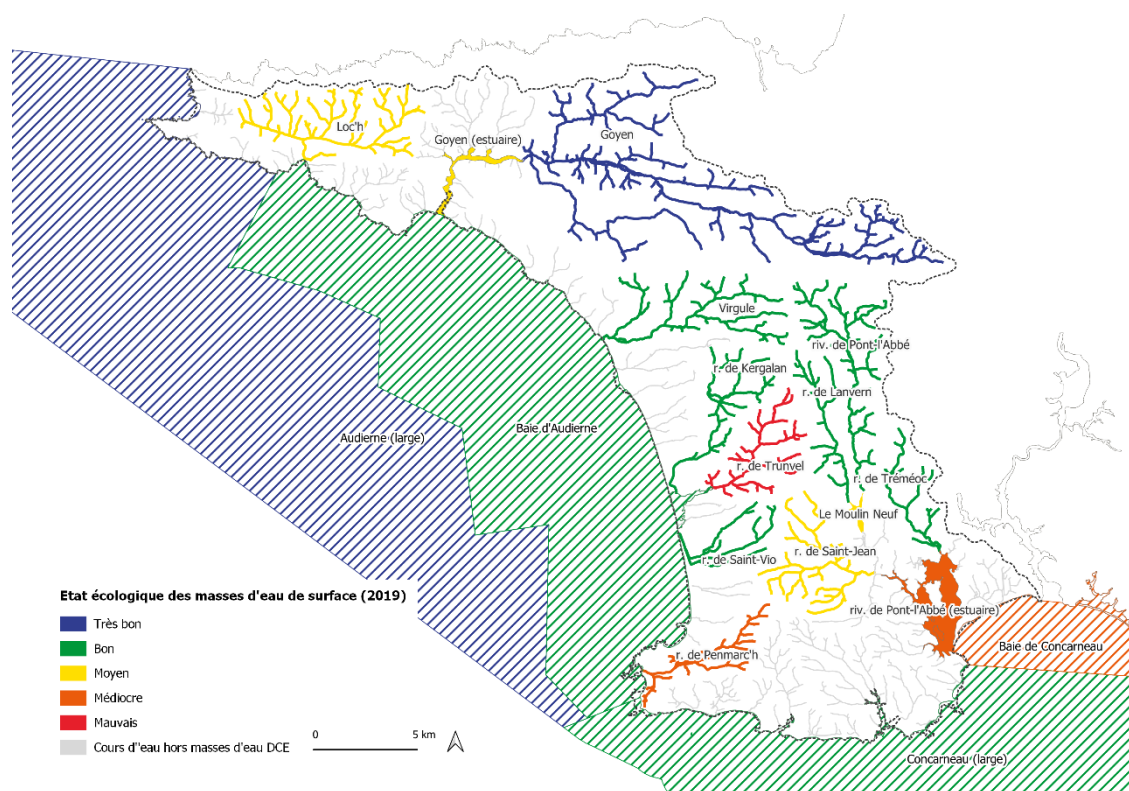 Loc'h
Goyen (estuaire)
Goyen
Virgule
riv. de Pont-l'Abbé
r. de Kergalan
r. de Lanvern
Audierne (large)
Baie d'Audierne
r. de Trunvel
r. de Tréméoc
Le Moulin Neuf
r. de Saint-Jean
r. de Saint-Vio
riv. de Pont-l'Abbé (estuaire)
Baie de Concarneau
r. de Penmarc'h
Concarneau (large)
Etat écologique des masses d'eau de surface (2019)
Très bon
Bon
Moyen
Médiocre
Mauvais
Cours d''eau hors masses d'eau DCE
0 5 km